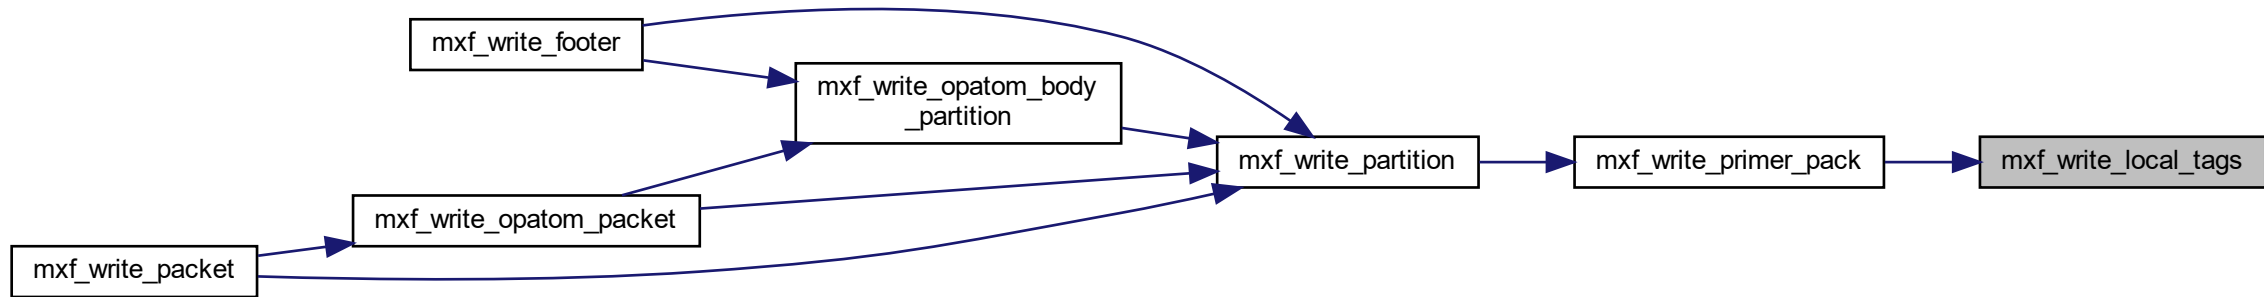 mxf_write_footer
mxf_write_opatom_body
_partition
mxf_write_partition
mxf_write_primer_pack
mxf_write_local_tags
mxf_write_opatom_packet
mxf_write_packet